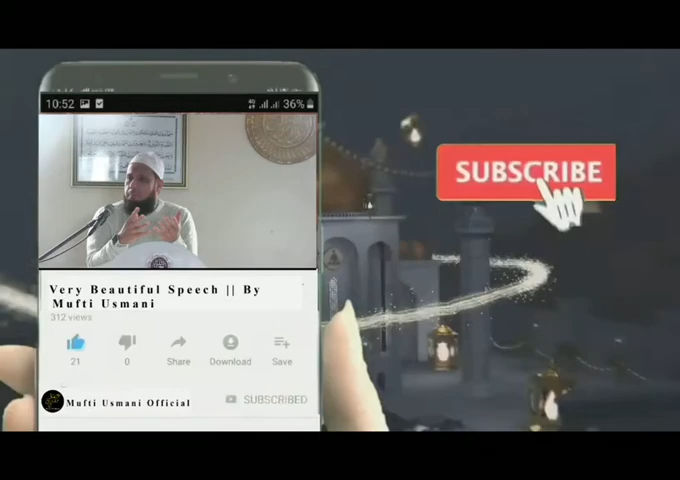 10:52
4G
36%
SUBSCRIBE
Very Beautiful Speech || By
Mufti Usmani
312 views
21
0
Share
Download
Save
Mufti Usmani Official
SUBSCRIBED